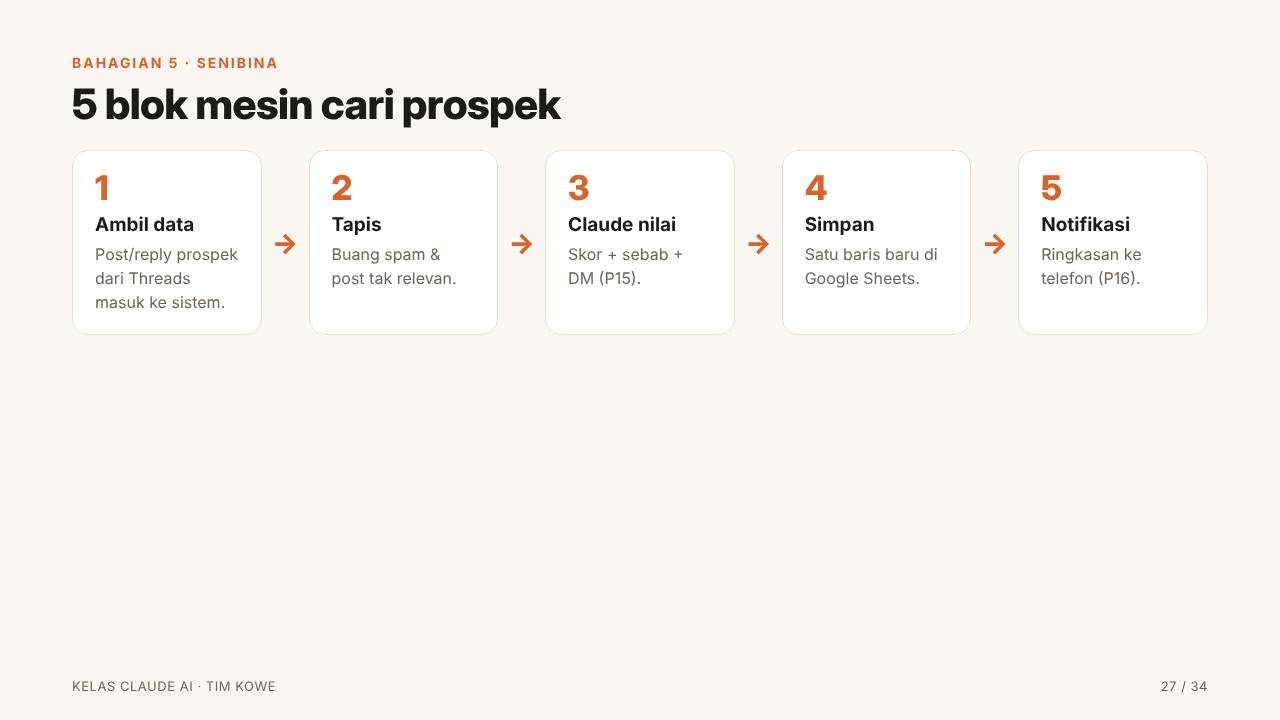 BAHAGIAN 5 · SENIBINA
5 blok mesin cari prospek
1
Ambil data
Post/reply prospek
dari Threads
masuk ke sistem.
→
2
Tapis
Buang spam &
post tak relevan.
→
3
Claude nilai
Skor + sebab +
DM (P15).
→
4
Simpan
Satu baris baru di
Google Sheets.
→
5
Notifikasi
Ringkasan ke
telefon (P16).
KELAS CLAUDE AI · TIM KOWE
27 / 34